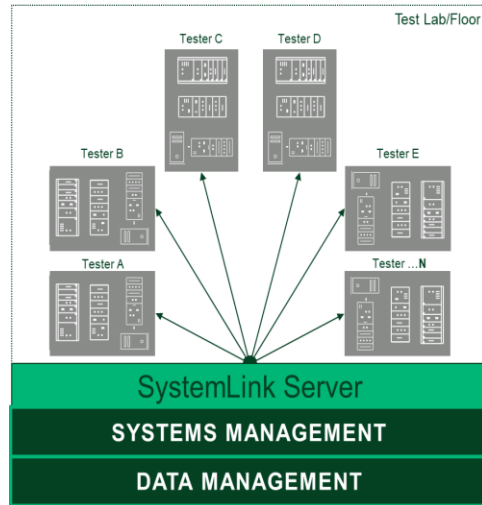 Test Lab/Floor
Tester C
Tester D
Tester B
Tester E
Tester A
Tester ...N
SystemLink Server
SYSTEMS MANAGEMENT
DATA MANAGEMENT